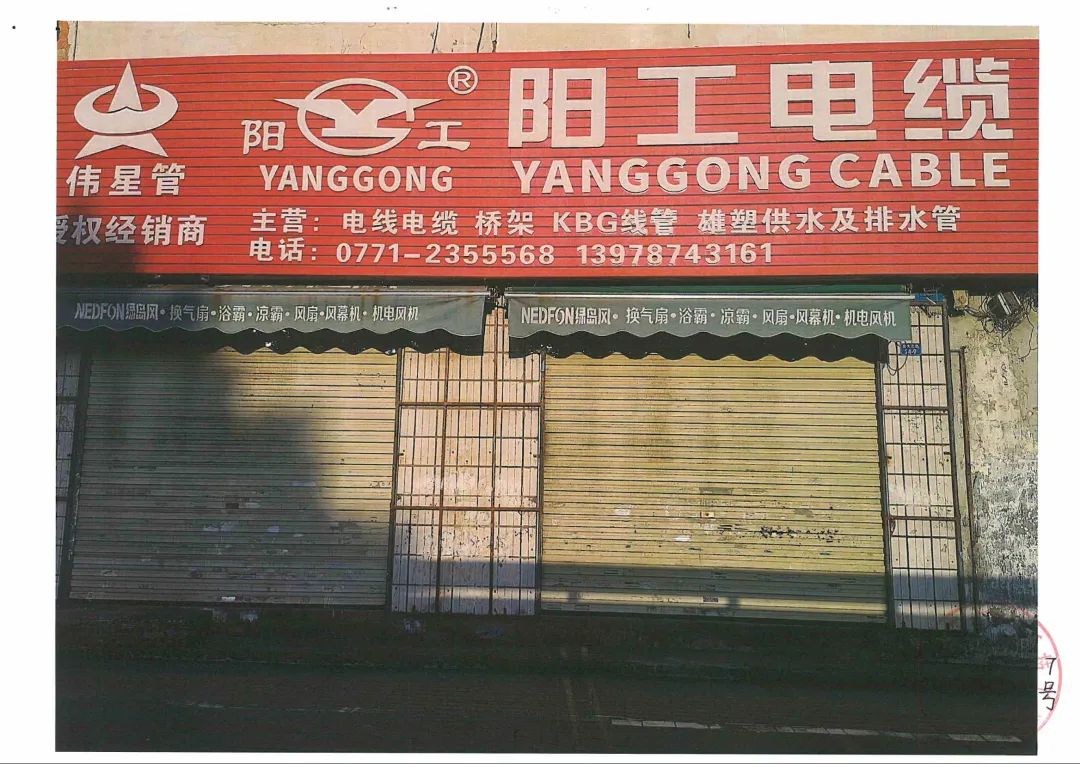 伟星管
授权经销商
阳 工 ®
YANGGONG
阳工电缆
YANGGONG CABLE
主营：电线电缆 桥架 KBG线管 雄塑供水及排水管
电话：0771-2355568 13978743161
NEDFON绿岛风•换气扇•浴霸•凉霸•风扇•风幕机•机电风机
NEDFON绿岛风•换气扇•浴霸•凉霸•风扇•风幕机•机电风机
7号